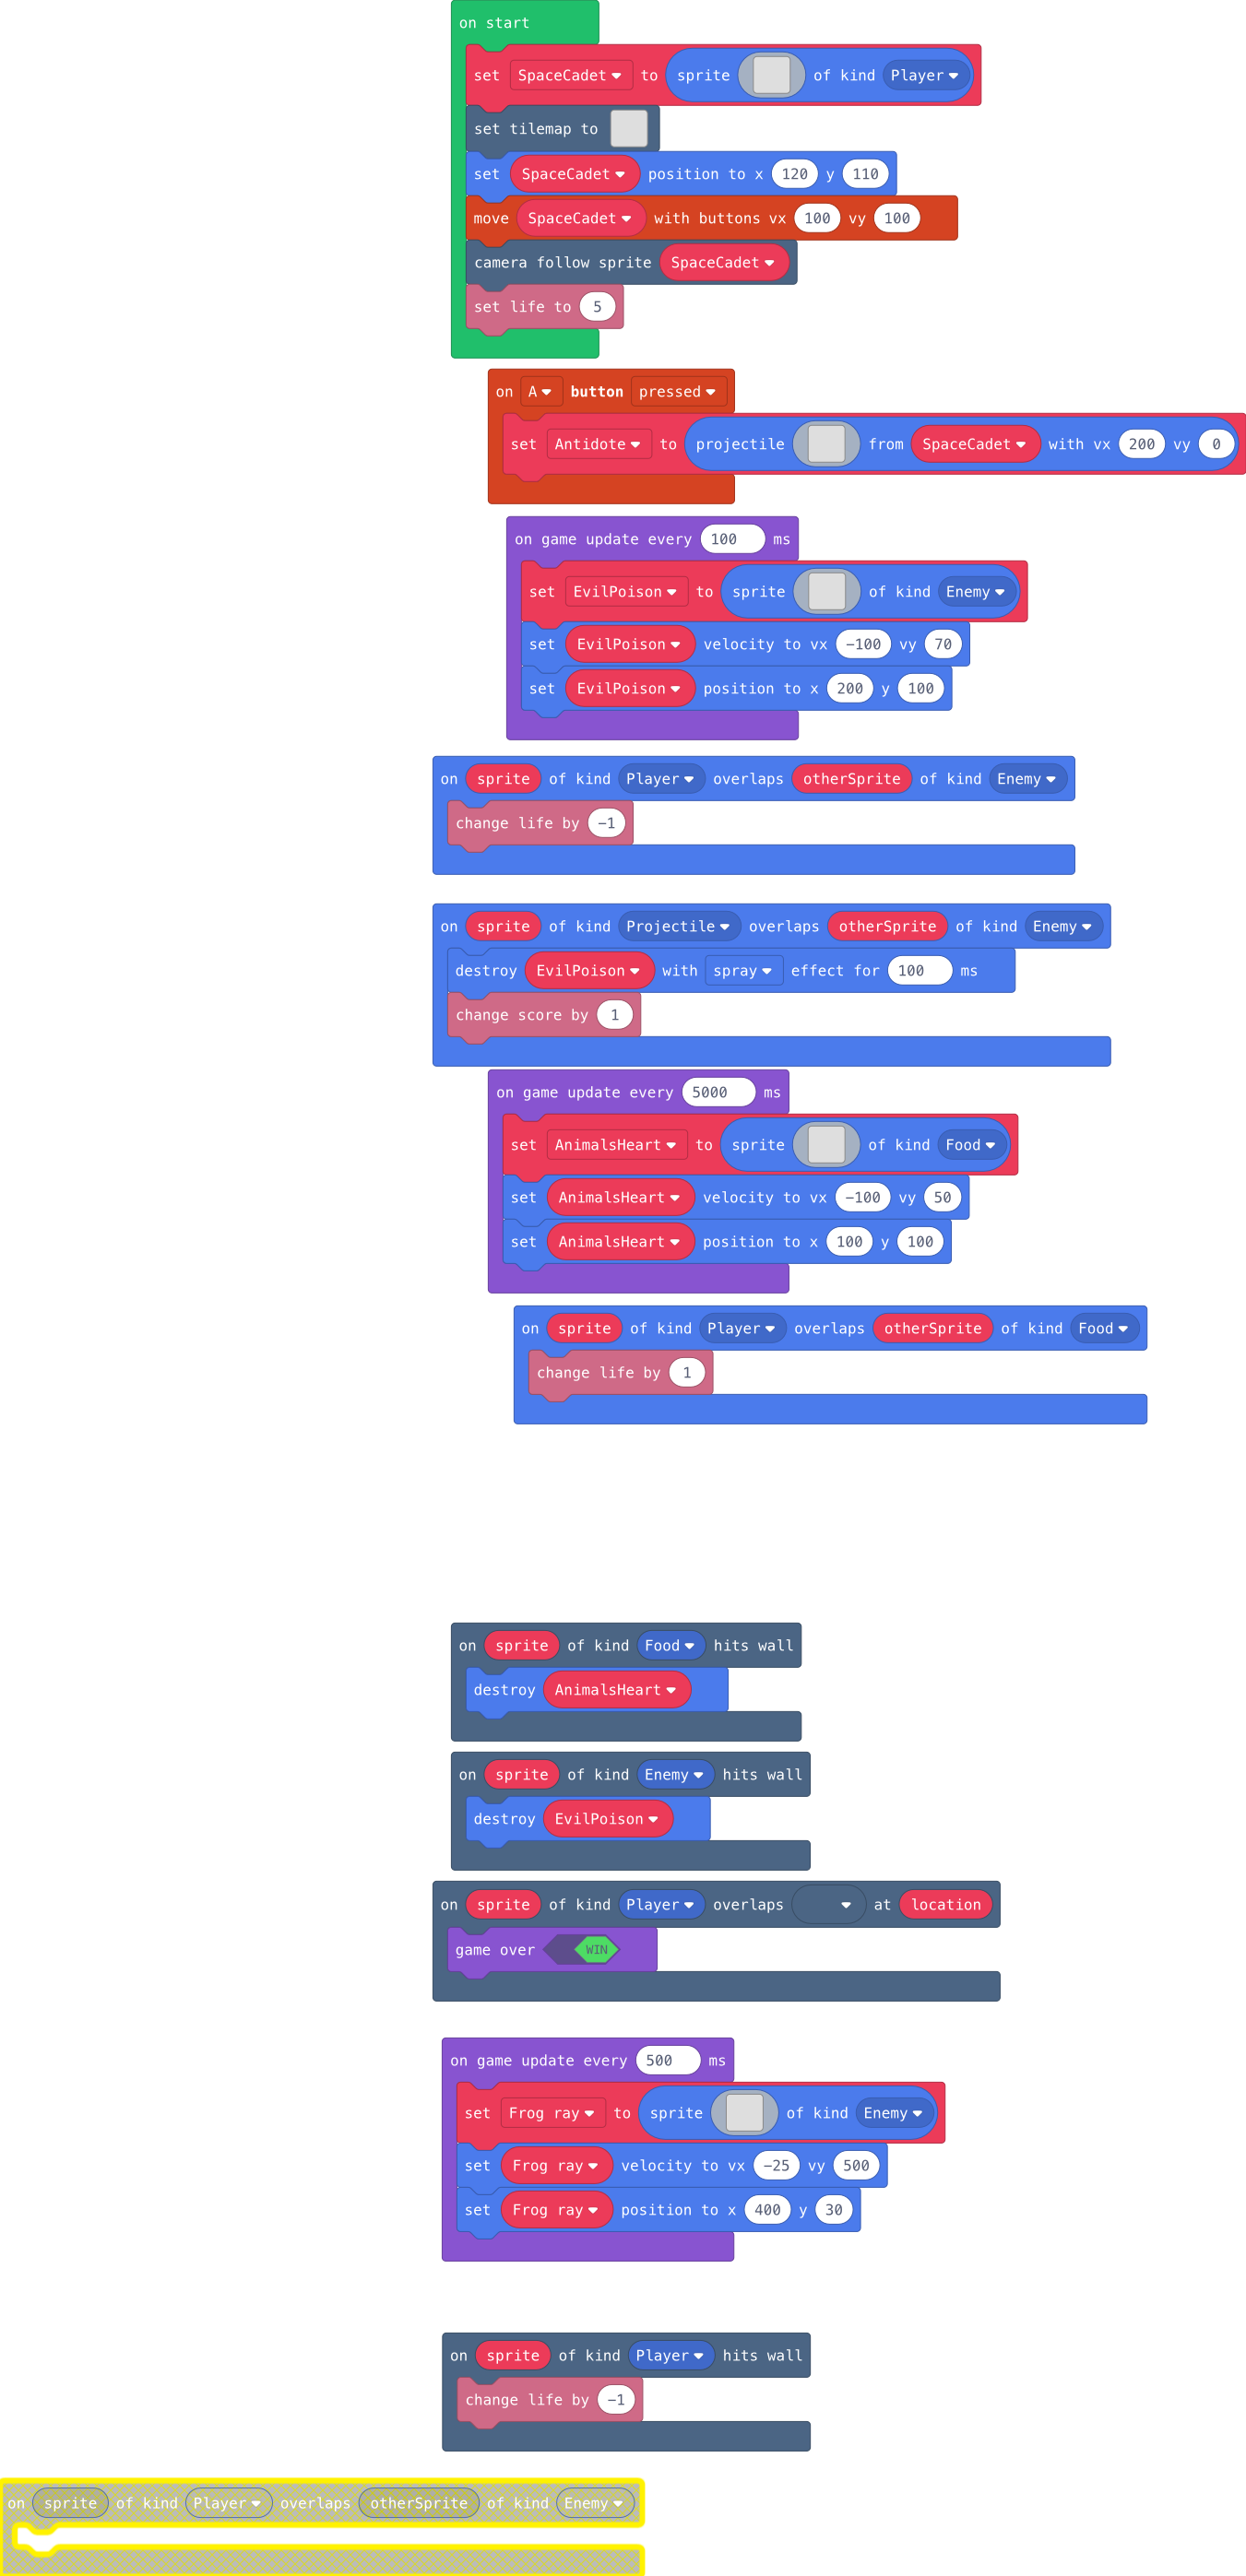 on start
set SpaceCadet to sprite of kind Player
set tilemap to
set SpaceCadet position to x 120 y 110
move SpaceCadet with buttons vx 100 vy 100
camera follow sprite SpaceCadet
set life to 5
on A button pressed
set Antidote to projectile from SpaceCadet with vx 200 vy 0
on game update every 100 ms
set EvilPoison to sprite of kind Enemy
set EvilPoison velocity to vx -100 vy 70
set EvilPoison position to x 200 y 100
on sprite of kind Player overlaps otherSprite of kind Enemy
change life by -1
on sprite of kind Projectile overlaps otherSprite of kind Enemy
destroy EvilPoison with spray effect for 100 ms
change score by 1
on game update every 5000 ms
set AnimalsHeart to sprite of kind Food
set AnimalsHeart velocity to vx -100 vy 50
set AnimalsHeart position to x 100 y 100
on sprite of kind Player overlaps otherSprite of kind Food
change life by 1
on sprite of kind Food hits wall
destroy AnimalsHeart
on sprite of kind Enemy hits wall
destroy EvilPoison
on sprite of kind Player overlaps at location
game over WIN
on game update every 500 ms
set Frog ray to sprite of kind Enemy
set Frog ray velocity to vx -25 vy 500
set Frog ray position to x 400 y 30
on sprite of kind Player hits wall
change life by -1
on sprite of kind Player overlaps otherSprite of kind Enemy